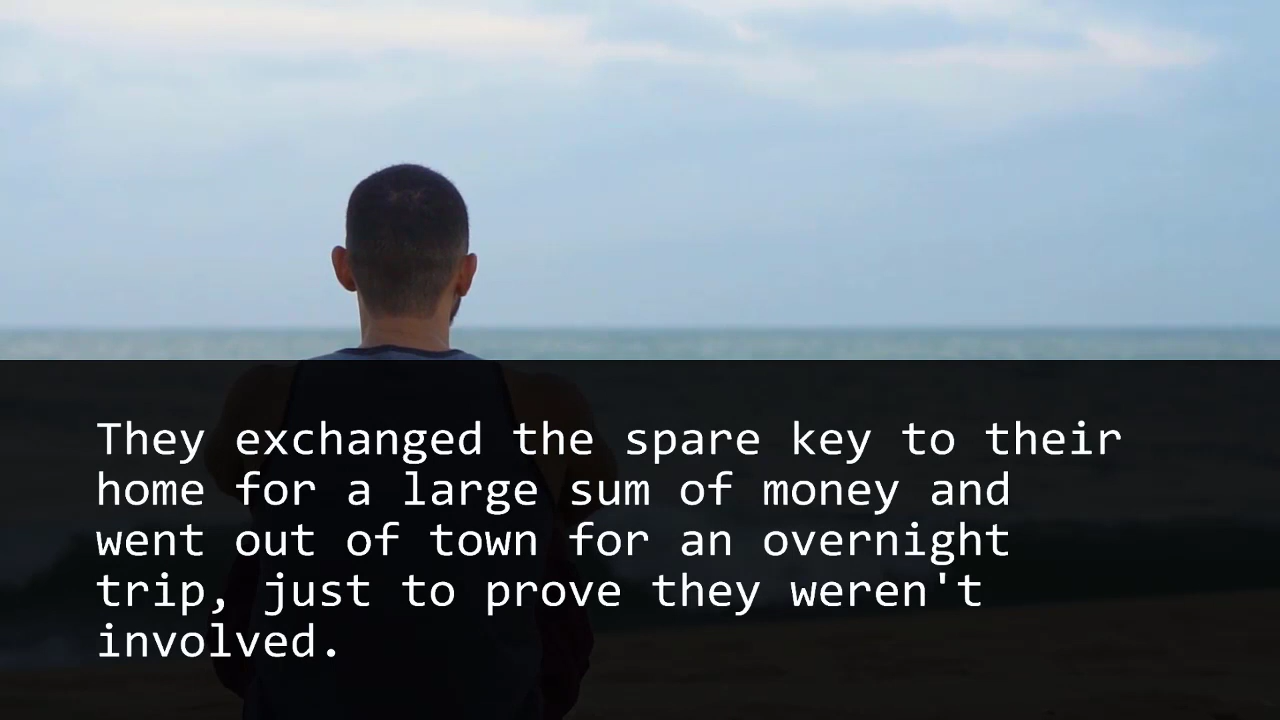 They exchanged the spare key to their
home for a large sum of money and
went out of town for an overnight
trip, just to prove they weren't
involved.